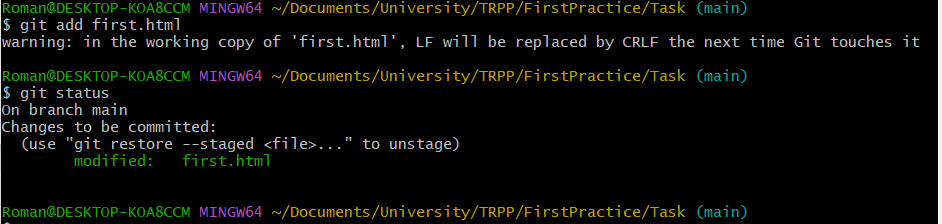 Roman@DESKTOP-KOA8CCM MINGW64 ~/Documents/University/TRPP/FirstPractice/Task (main)
$ git add first.html
warning: in the working copy of 'first.html', LF will be replaced by CRLF the next time Git touches it
Roman@DESKTOP-KOA8CCM MINGW64 ~/Documents/University/TRPP/FirstPractice/Task (main)
$ git status
On branch main
Changes to be committed:
  (use "git restore --staged <file>..." to unstage)
        modified:   first.html
Roman@DESKTOP-KOA8CCM MINGW64 ~/Documents/University/TRPP/FirstPractice/Task (main)